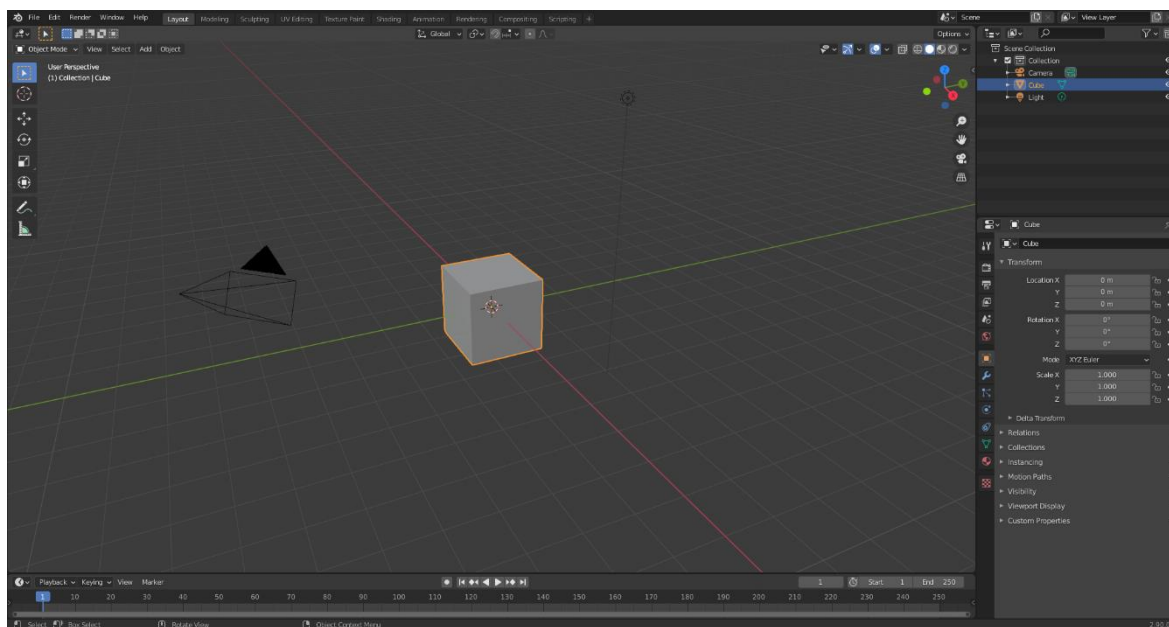 File Edit Render Window Help Layout Modeling Sculpting UV Editing Texture Paint Shading Animation Rendering Compositing Scripting + Scene View Layer
Global Options
Object Mode View Select Add Object
User Perspective
(1) Collection | Cube
Scene Collection
Collection
Camera
Cube
Light
Cube
Cube
Transform
Location X 0 m
Y 0 m
Z 0 m
Rotation X 0°
Y 0°
Z 0°
Mode XYZ Euler
Scale X 1.000
Y 1.000
Z 1.000
Delta Transform
Relations
Collections
Instancing
Motion Paths
Visibility
Viewport Display
Custom Properties
Playback Keying View Marker 1 Start 1 End 250
1 10 20 30 40 50 60 70 80 90 100 110 120 130 140 150 160 170 180 190 200 210 220 230 240 250
Select Box Select Rotate View Object Context Menu 2.90